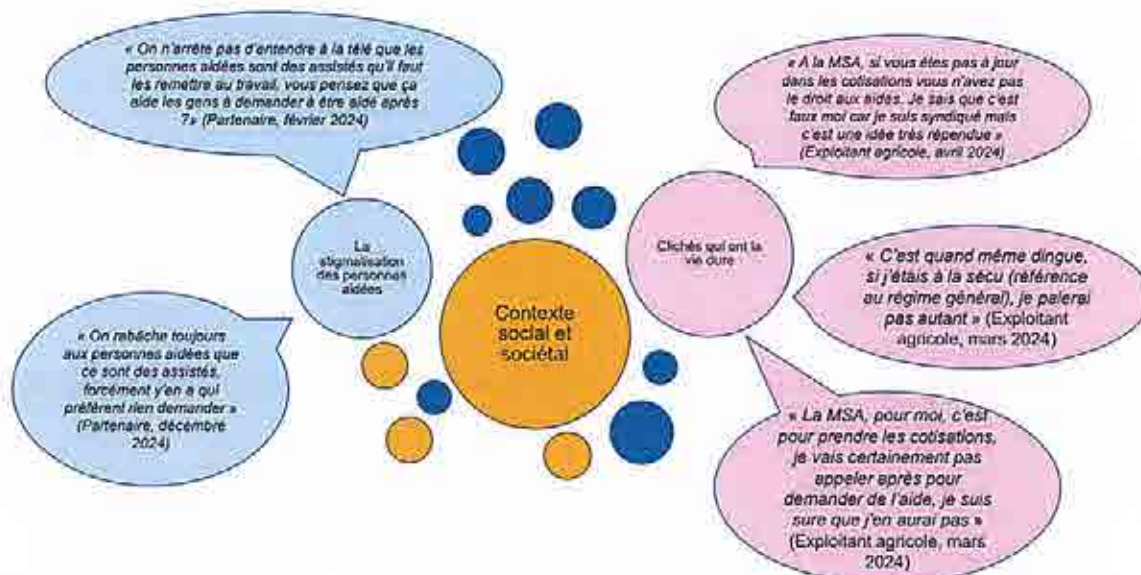 « On n'arrête pas d'entendre à la télé que les
personnes aidées sont des assistés qu'il faut
les remettre au travail, vous pensez que ça
aide les gens à demander à être aidé après
?» (Partenaire, février 2024)
« A la MSA, si vous êtes pas à jour
dans les cotisations vous n'avez pas
le droit aux aides. Je sais que c'est
faux moi car je suis syndiqué mais
c'est une idée très répendue »
(Exploitant agricole, avril 2024)
La
stigmatisation
des personnes
aidées
Clichés qui ont la
vie dure
Contexte
social et
sociétal
« C'est quand même dingue,
si j'étais à la sécu (référence
au régime général), je paierai
pas autant » (Exploitant
agricole, mars 2024)
« On rabâche toujours
aux personnes aidées que
ce sont des assistés,
forcément y'en a qui
préfèrent rien demander »
(Partenaire, décembre
2024)
« La MSA, pour moi, c'est
pour prendre les cotisations,
je vais certainement pas
appeler après pour
demander de l'aide, je suis
sure que j'en aurai pas »
(Exploitant agricole, mars
2024)